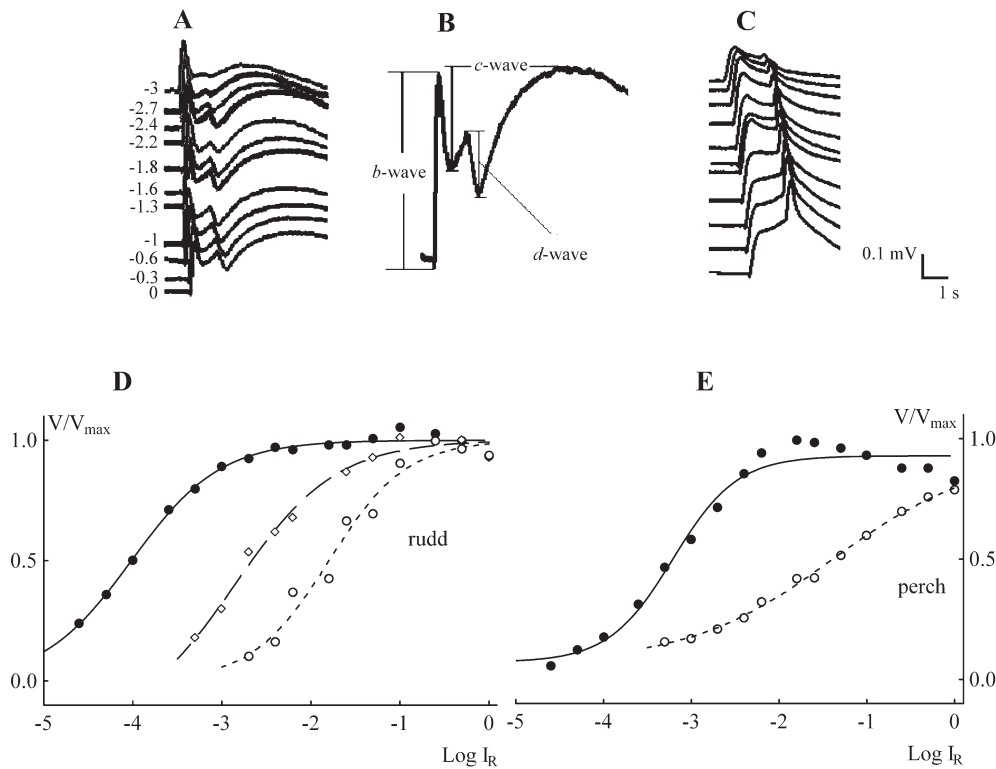 A
B
C
-3
-2.7
-2.4
-2.2
-1.8
-1.6
-1.3
-1
-0.6
-0.3
0
c-wave
b-wave
d-wave
0.1 mV
1 s
D
V/Vmax
1.0
0.5
0.0
rudd
-5
-4
-3
-2
-1
0
Log IR
E
V/Vmax
1.0
0.5
0.0
perch
-5
-4
-3
-2
-1
0
Log IR